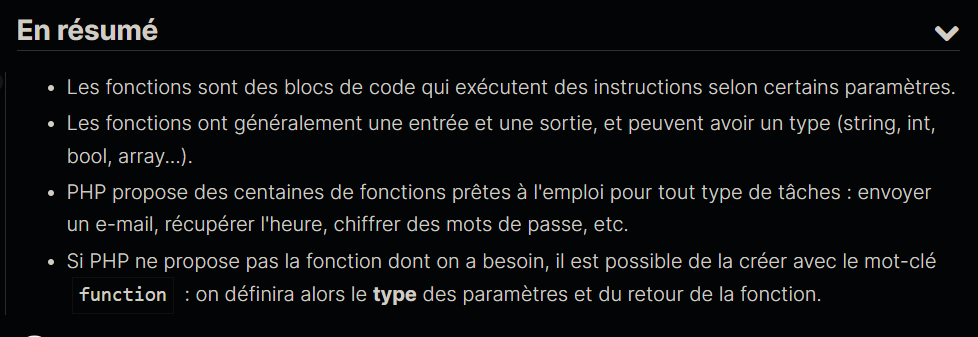 En résumé
• Les fonctions sont des blocs de code qui exécutent des instructions selon certains paramètres.
• Les fonctions ont généralement une entrée et une sortie, et peuvent avoir un type (string, int,
bool, array...).
• PHP propose des centaines de fonctions prêtes à l'emploi pour tout type de tâches : envoyer
un e-mail, récupérer l'heure, chiffrer des mots de passe, etc.
• Si PHP ne propose pas la fonction dont on a besoin, il est possible de la créer avec le mot-clé
function : on définira alors le type des paramètres et du retour de la fonction.